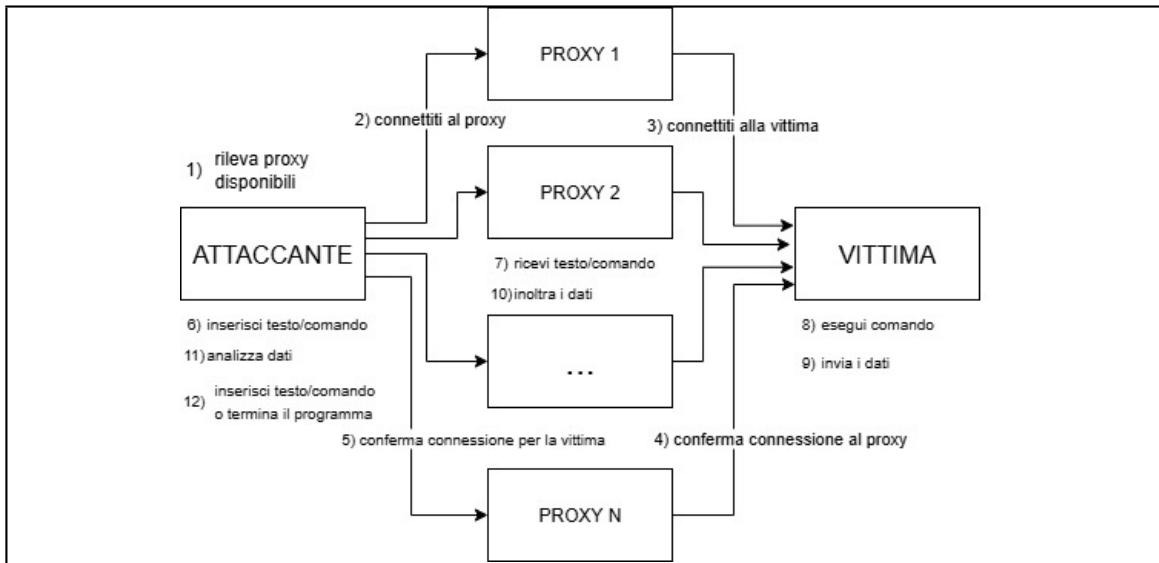 PROXY 1
2) connettiti al proxy
3) connettiti alla vittima
1) rileva proxy
disponibili
PROXY 2
ATTACCANTE
VITTIMA
7) ricevi testo/comando
10) inoltra i dati
6) inserisci testo/comando
11) analizza dati
12) inserisci testo/comando
o termina il programma
8) esegui comando
9) invia i dati
...
5) conferma connessione per la vittima
4) conferma connessione al proxy
PROXY N